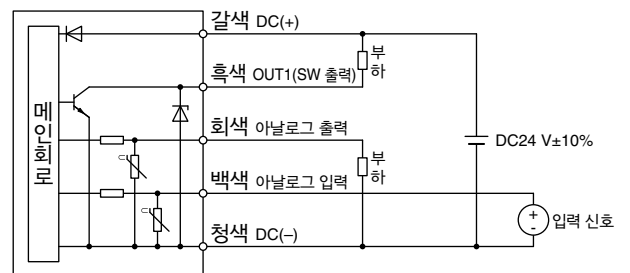 갈색 DC(+)
부하
흑색 OUT1(SW 출력)
메인회로
회색 아날로그 출력
부하
DC24 V±10%
백색 아날로그 입력
+
-
입력 신호
청색 DC(–)